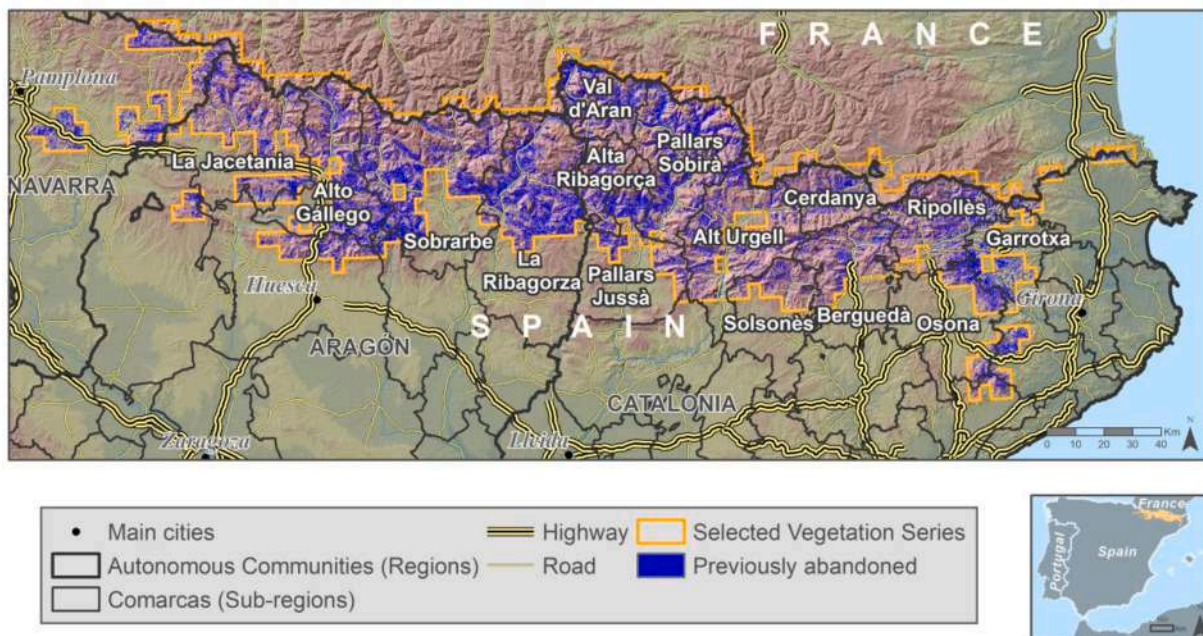 F R A N C E
Pamplona
Val
d'Aran
Pallars
Sobirà
La Jacetania
Alta
Ribagorça
NAVARRA
Alto
Gállego
Cerdanya
Ripollès
Sobrarbe
Alt Urgell
Garrotxa
La
Ribagorza
Pallars
Jussà
Huesca
Girona
S P A I N
Solsonès
Berguedà
Osona
ARAGÓN
CATALONIA
Zaragoza
Lleida
N
Km
0 10 20 30 40
Main cities
Highway
Selected Vegetation Series
Autonomous Communities (Regions)
Road
Previously abandoned
Comarcas (Sub-regions)
France
Portugal
Spain